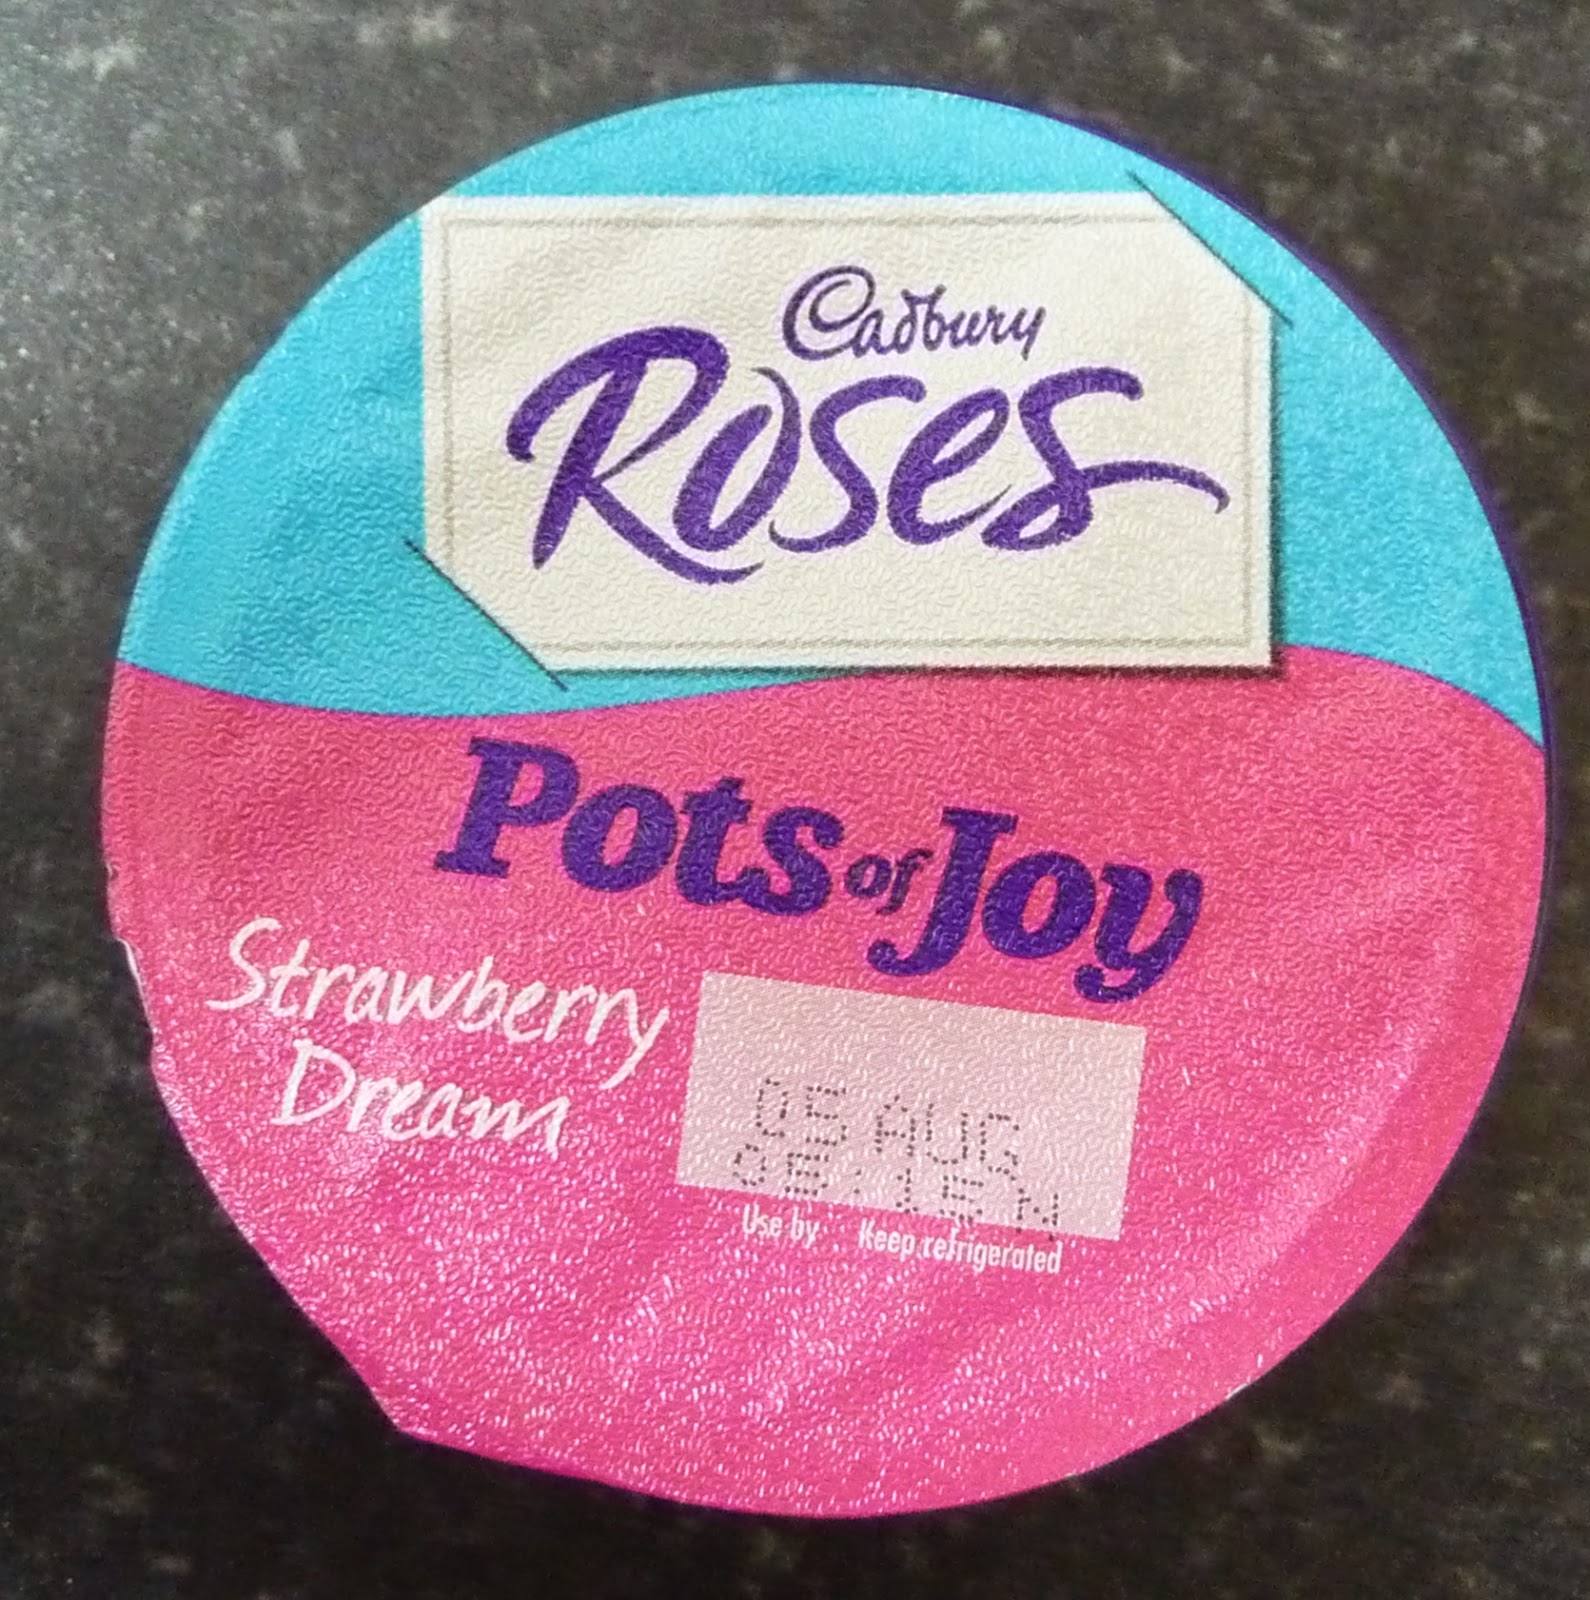 Cadbury
Roses
Pots of Joy
Strawberry
Dream
05 AUG
Use by Keep refrigerated